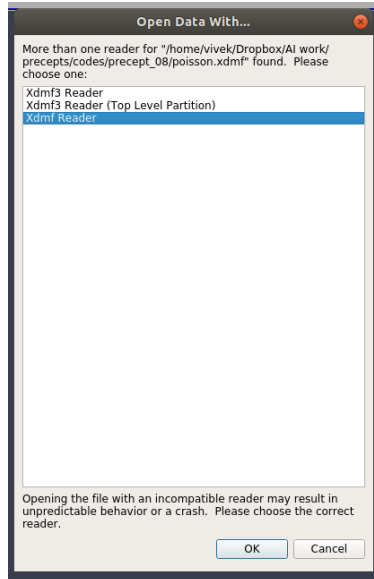 Open Data With...
More than one reader for "/home/vivek/Dropbox/AI work/
precepts/codes/precept_08/poisson.xdmf" found. Please
choose one:
Xdmf3 Reader
Xdmf3 Reader (Top Level Partition)
Xdmf Reader
Opening the file with an incompatible reader may result in
unpredictable behavior or a crash. Please choose the correct
reader.
OK Cancel